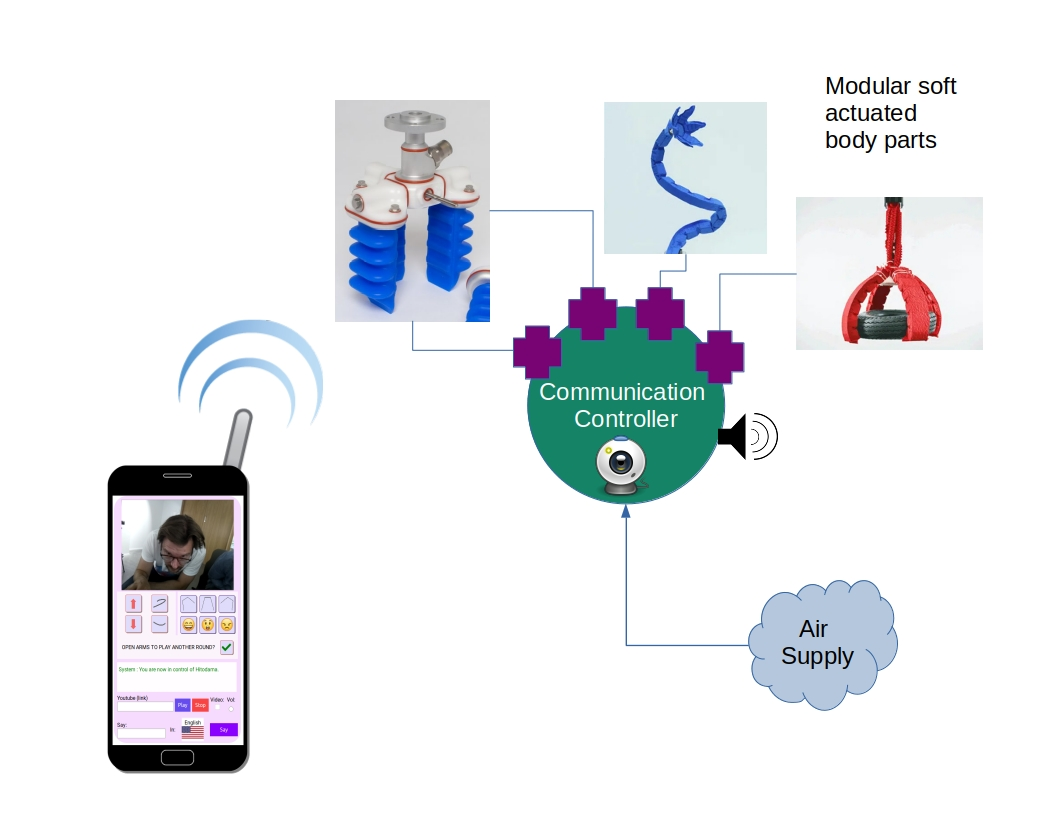 Modular soft
actuated
body parts
Communication
Controller
Air
Supply
OPEN ARMS TO PLAY ANOTHER ROUND?
System : You are now in control of Hitodama.
Youtube (link)
Play
Stop
Video:
Vol:
Say:
In:
English
Say